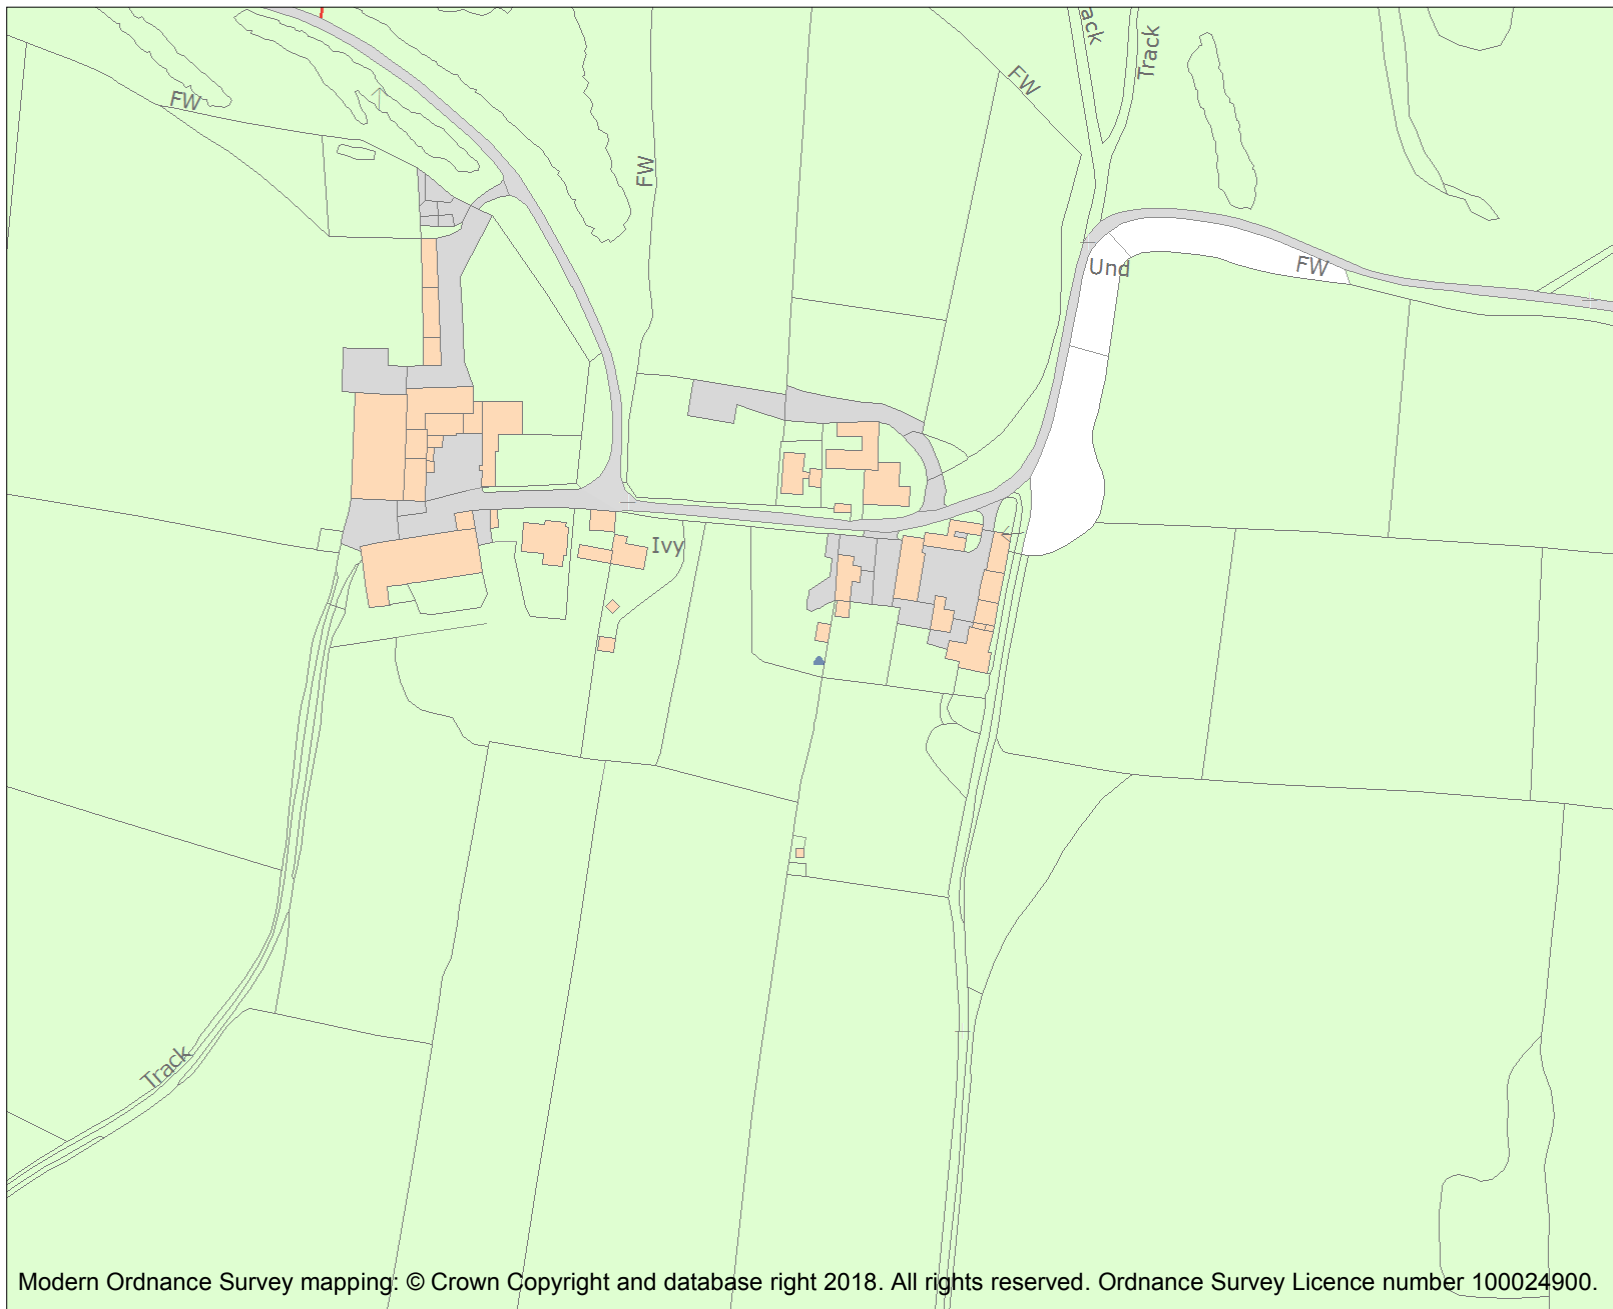 ack
Track
FW
FW
FW
Und
FW
Ivy
Track
Modern Ordnance Survey mapping: © Crown Copyright and database right 2018. All rights reserved. Ordnance Survey Licence number 100024900.